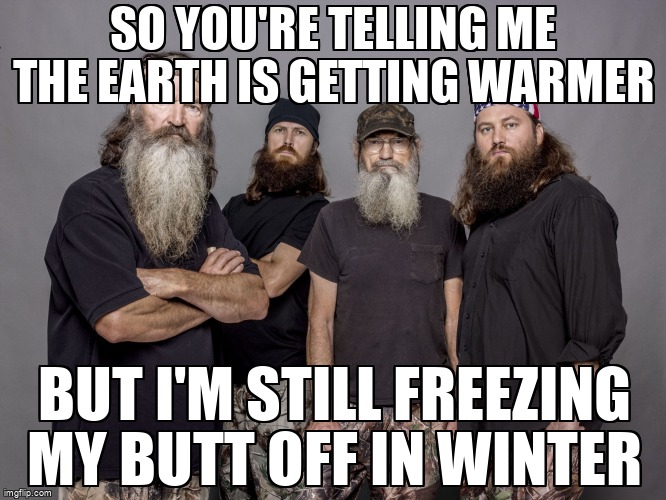 SO YOU'RE TELLING ME
THE EARTH IS GETTING WARMER
BUT I'M STILL FREEZING
MY BUTT OFF IN WINTER
imgflip.com